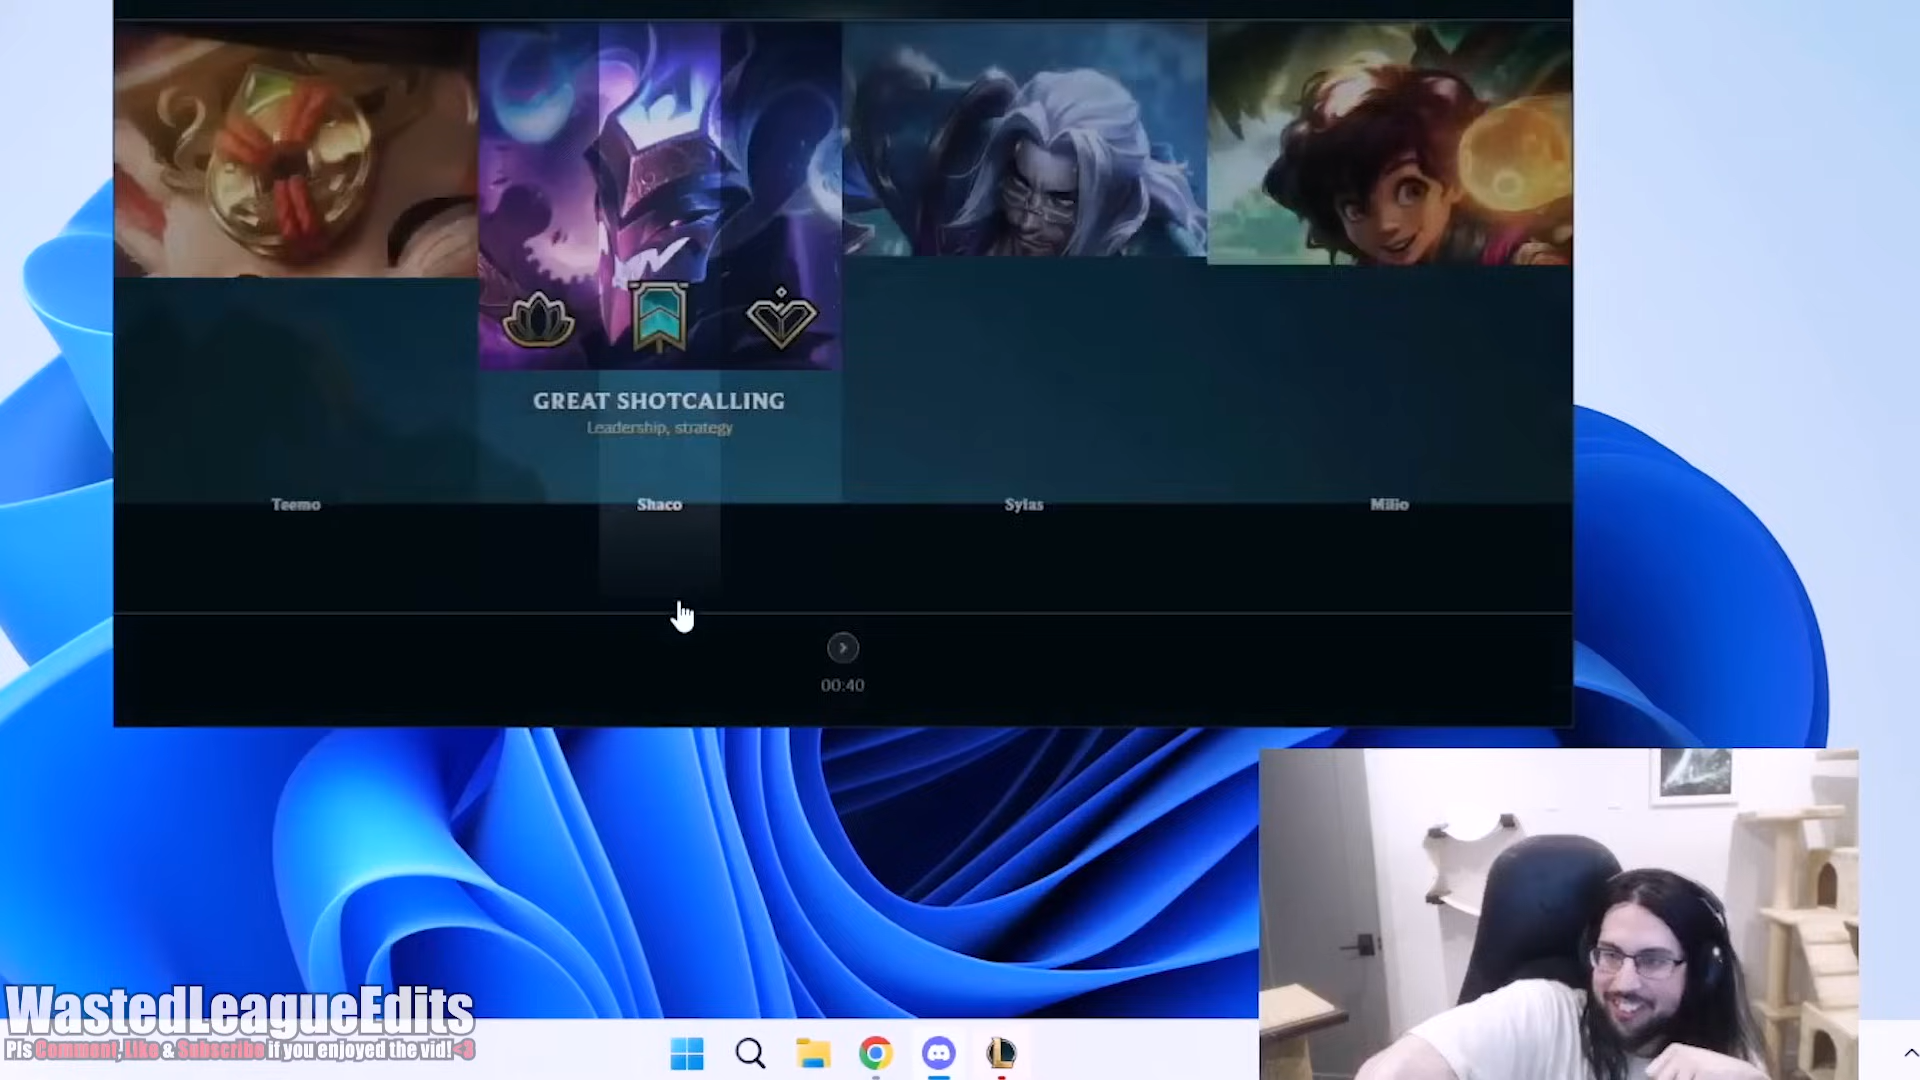 GREAT SHOTCALLING
Leadership, strategy
Teemo
Shaco
Sylas
Milio
00:40
WastedLeagueEdits
Pls Comment, Like & Subscribe if you enjoyed the vid!<3